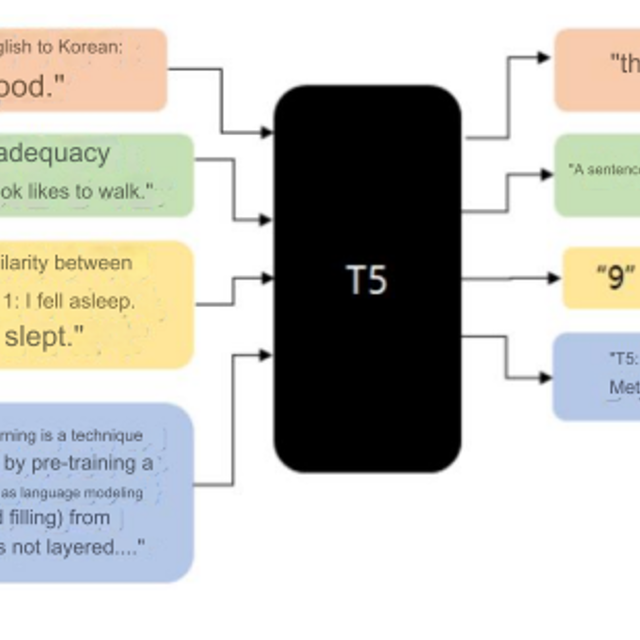 glish to Korean:
ood."
adequacy
ok likes to walk."
ilarity between
1: I fell asleep.
slept."
rning is a technique
by pre-training a
as language modeling
d filling) from
s not layered...."
T5
"th
"A sentence
"9"
"T5:
Met